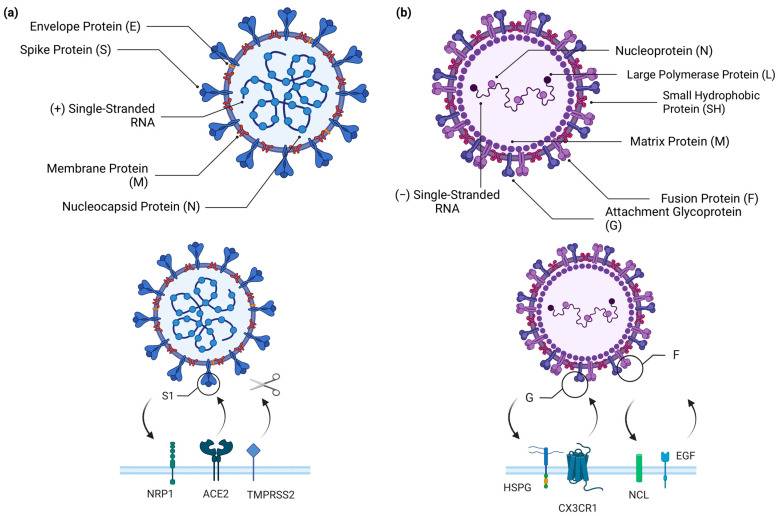 (a)
Envelope Protein (E)
Spike Protein (S)
(+) Single-Stranded
RNA
Membrane Protein
(M)
Nucleocapsid Protein (N)
S1
NRP1
ACE2
TMPRSS2
(b)
Nucleoprotein (N)
Large Polymerase Protein (L)
Small Hydrophobic
Protein (SH)
Matrix Protein (M)
(−) Single-Stranded
RNA
Fusion Protein (F)
Attachment Glycoprotein
(G)
F
G
HSPG
CX3CR1
NCL
EGF